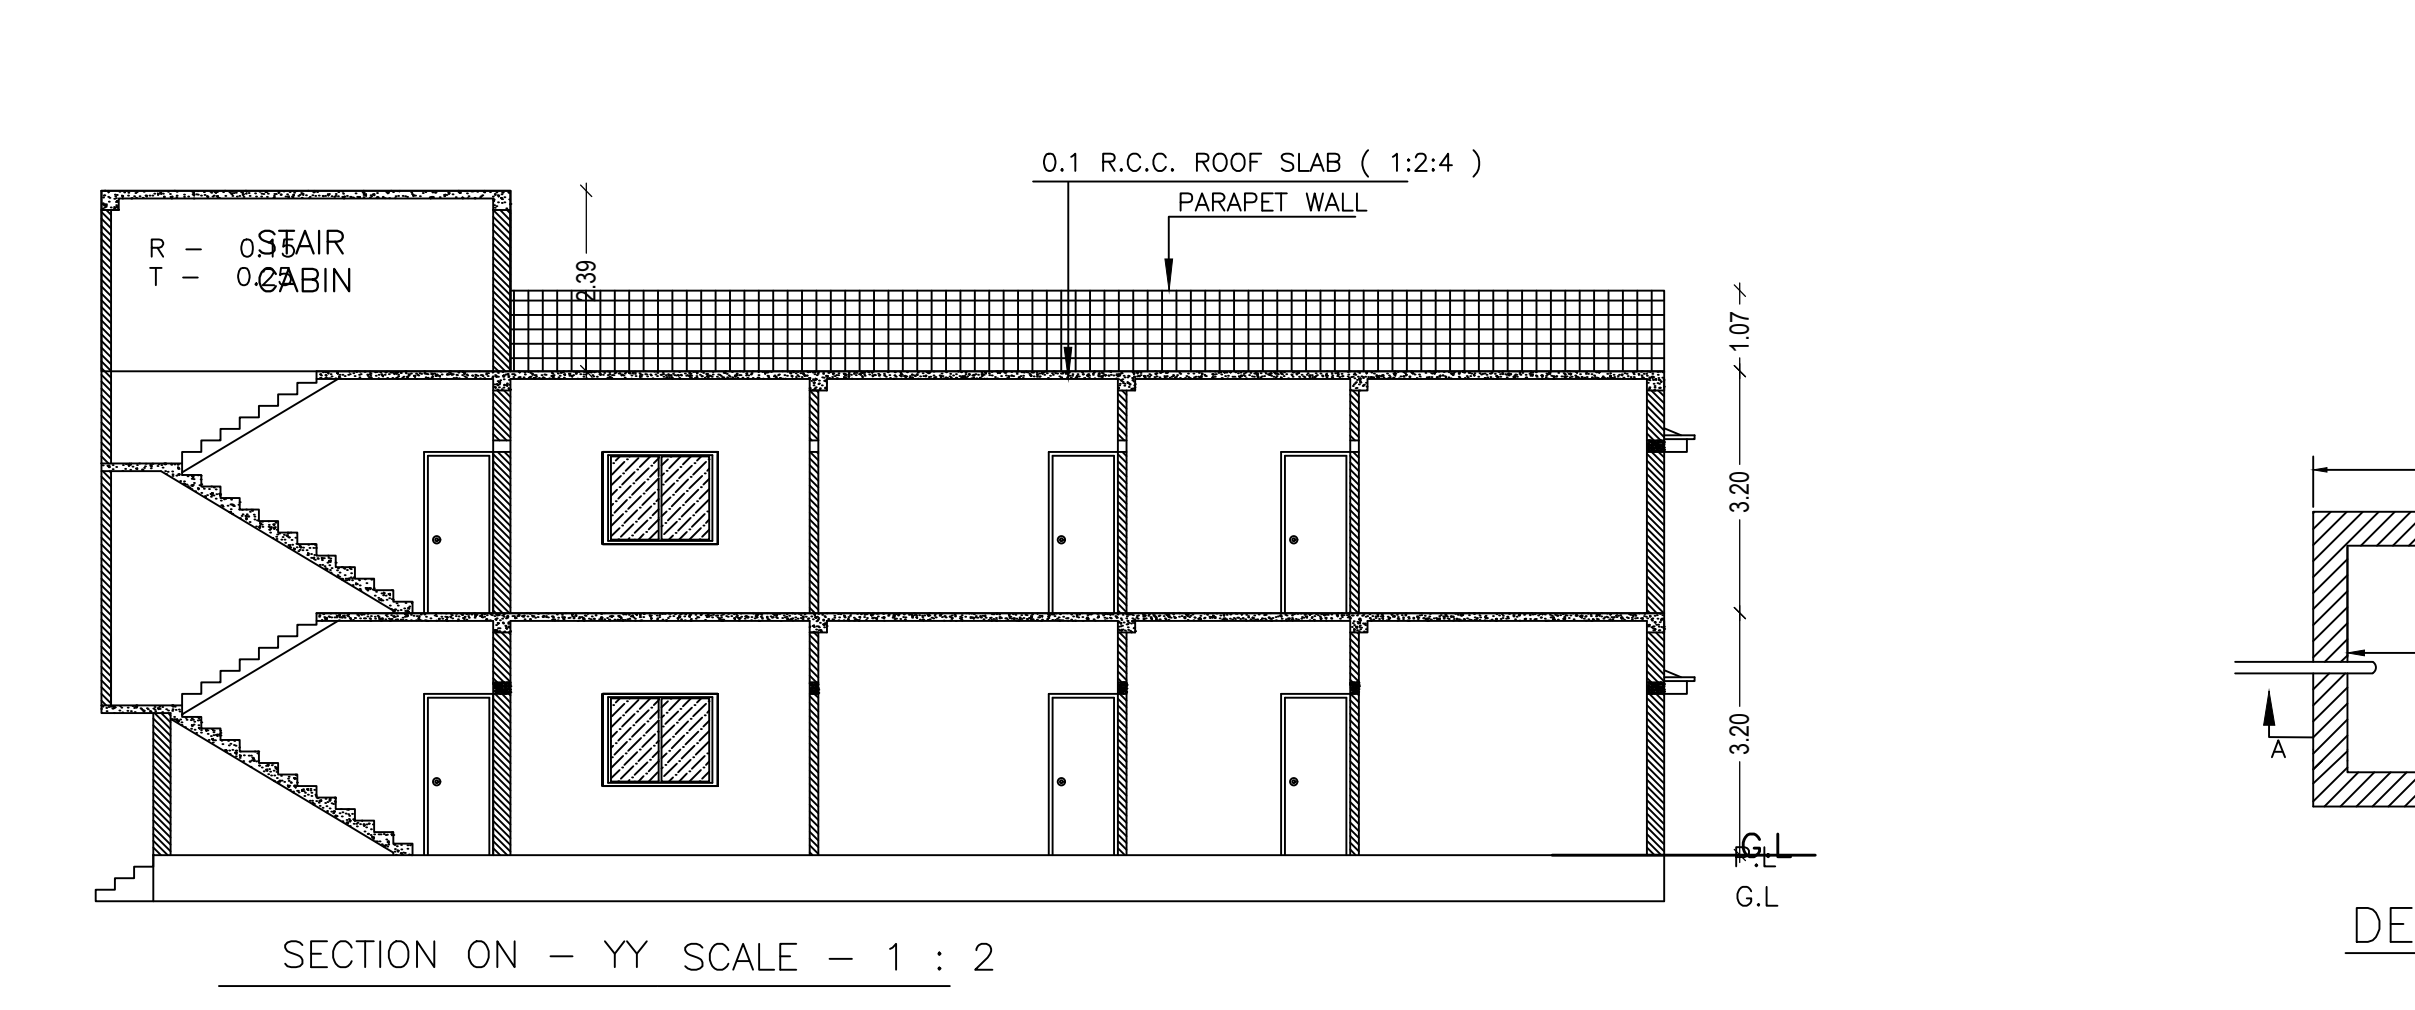 0.1 R.C.C. ROOF SLAB ( 1:2:4 )
PARAPET WALL
R - 0.15
T - 0.25
STAIR
CABIN
2.39
1.07
3.20
3.20
G.L
P.L
G.L
A
SECTION ON - YY SCALE - 1 : 2
DE